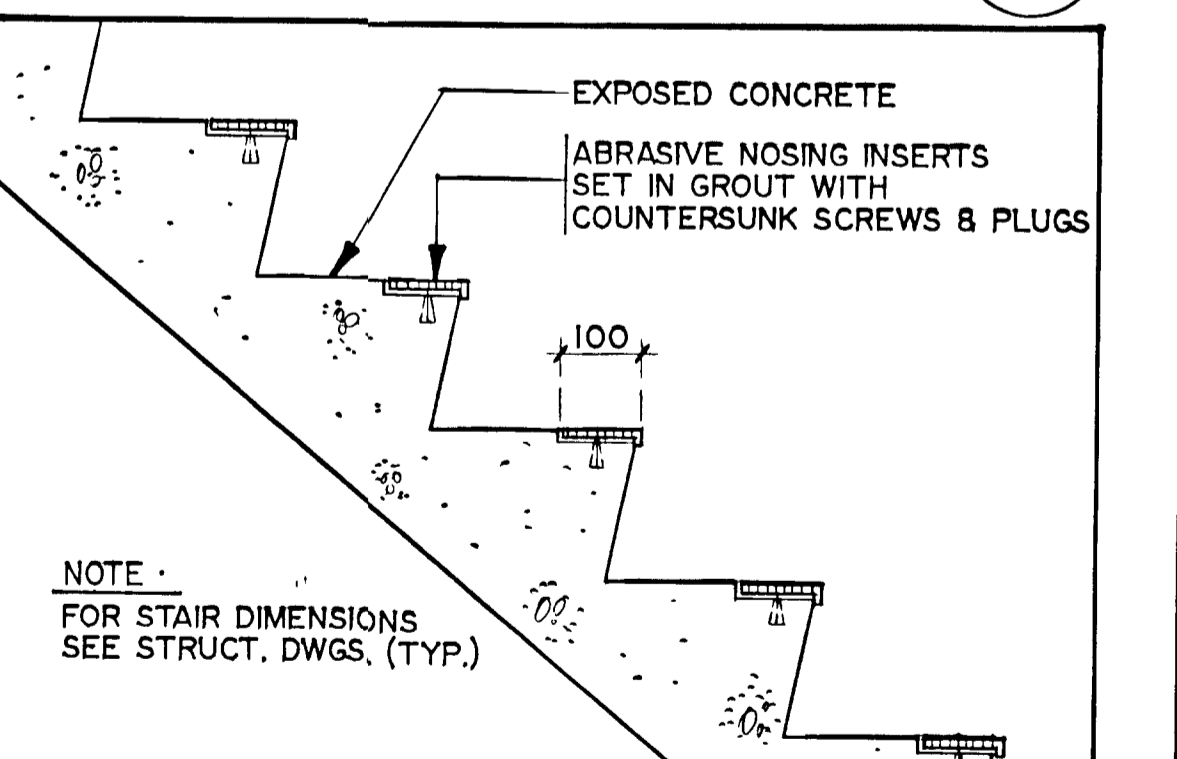 EXPOSED CONCRETE
ABRASIVE NOSING INSERTS
SET IN GROUT WITH
COUNTERSUNK SCREWS & PLUGS
100
NOTE ·
FOR STAIR DIMENSIONS
SEE STRUCT. DWGS. (TYP.)